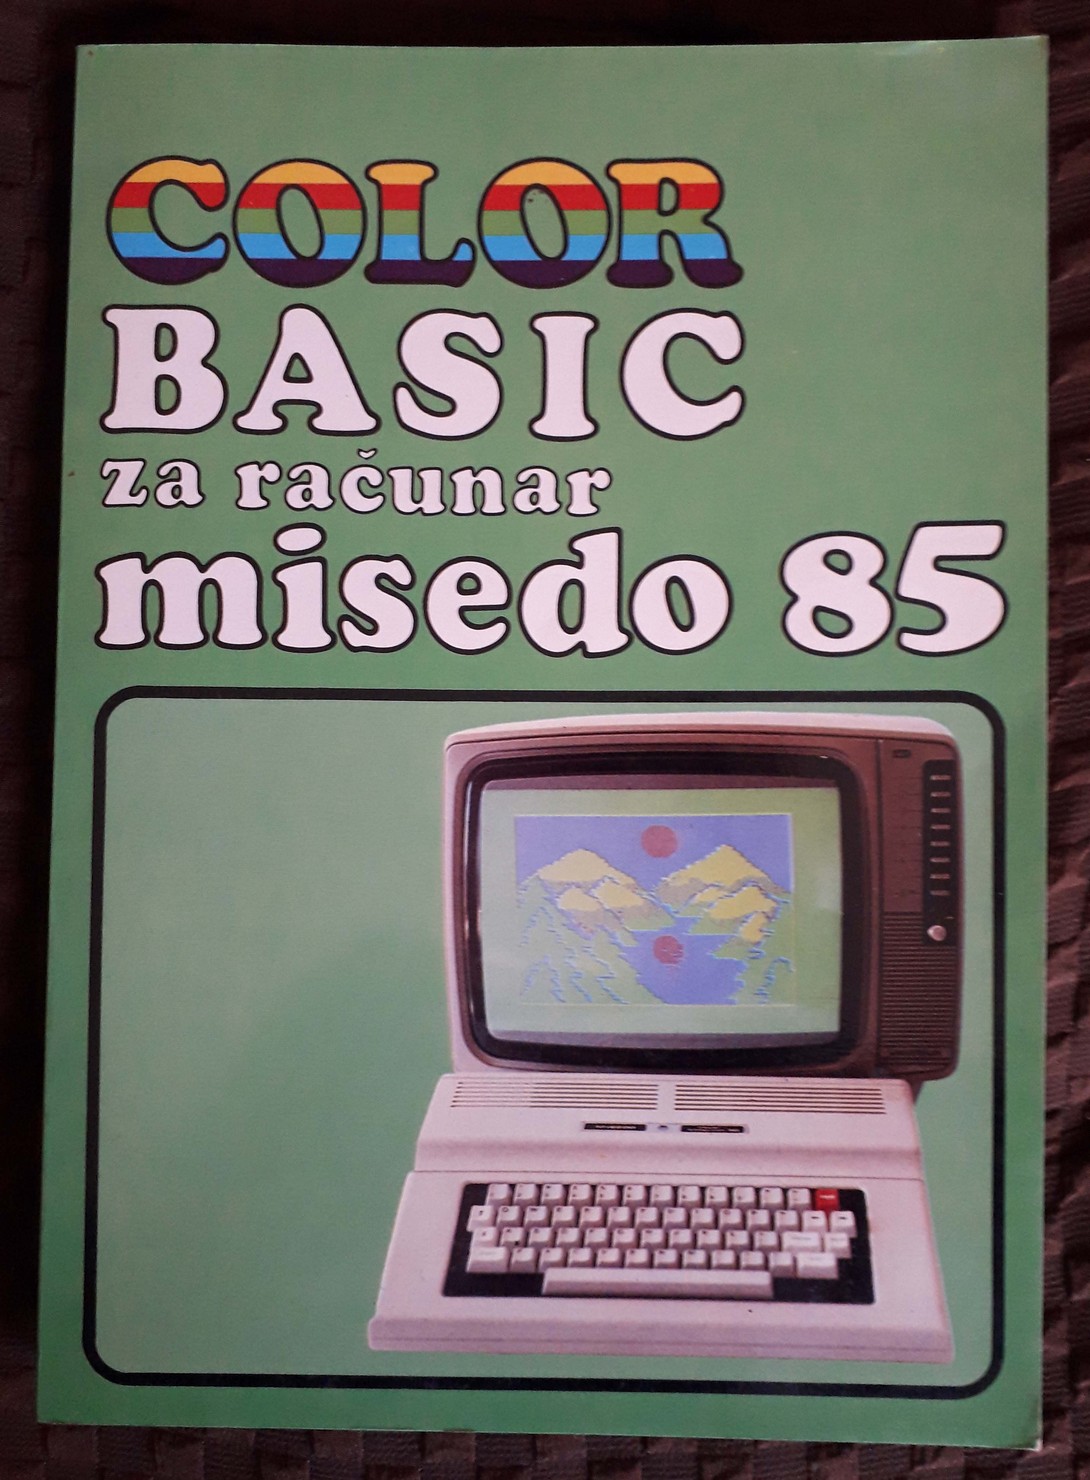 COLOR
BASIC
za računar
misedo 85